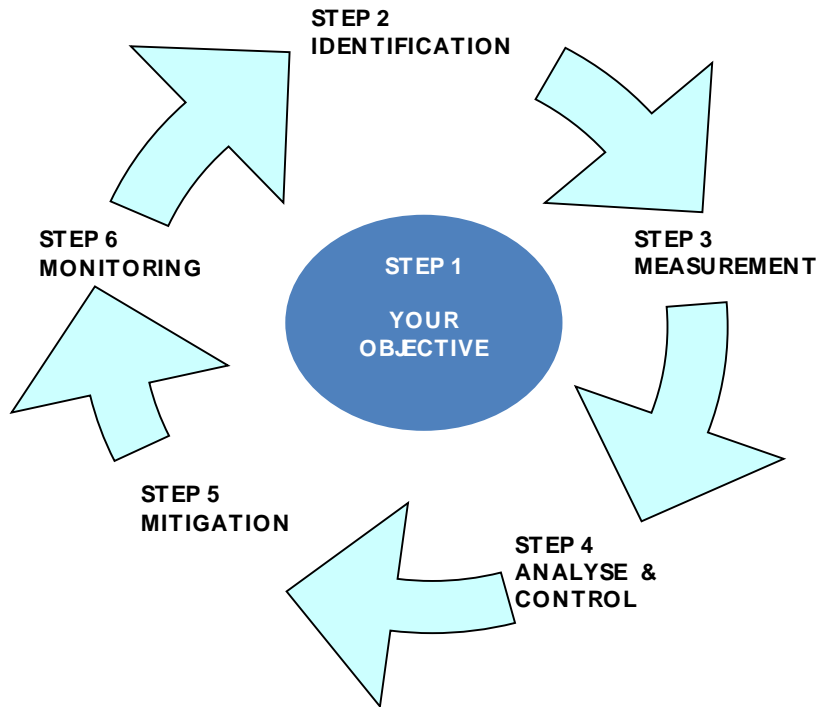 STEP 1
YOUR
OBJECTIVE
STEP 2
IDENTIFICATION
STEP 3
MEASUREMENT
STEP 4
ANALYSE &
CONTROL
STEP 5
MITIGATION
STEP 6
MONITORING